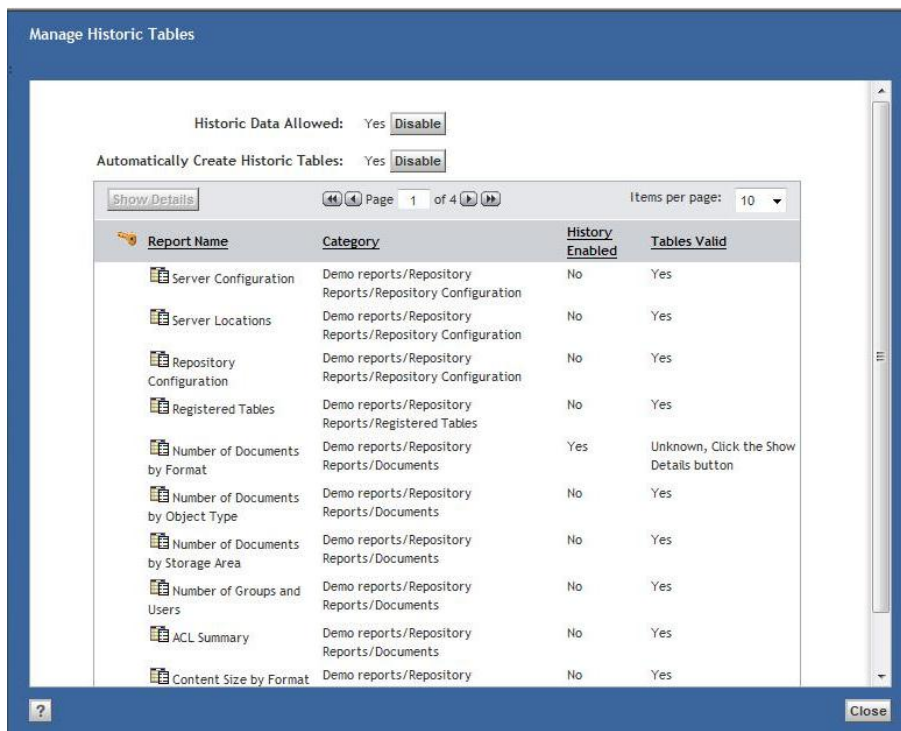 Manage Historic Tables
Historic Data Allowed: Yes Disable
Automatically Create Historic Tables: Yes Disable
Show Details Page 1 of 4 Items per page: 10
Report Name Category History Enabled Tables Valid
Server Configuration Demo reports/Repository No Yes
Reports/Repository Configuration
Server Locations Demo reports/Repository No Yes
Reports/Repository Configuration
Repository Demo reports/Repository No Yes
Configuration Reports/Repository Configuration
Registered Tables Demo reports/Repository No Yes
Reports/Registered Tables
Number of Documents Demo reports/Repository Yes Unknown, Click the Show
by Format Reports/Documents Details button
Number of Documents Demo reports/Repository No Yes
by Object Type Reports/Documents
Number of Documents Demo reports/Repository No Yes
by Storage Area Reports/Documents
Number of Groups and Demo reports/Repository No Yes
Users Reports/Documents
ACL Summary Demo reports/Repository No Yes
Reports/Documents
Content Size by Format Demo reports/Repository No Yes
? Close